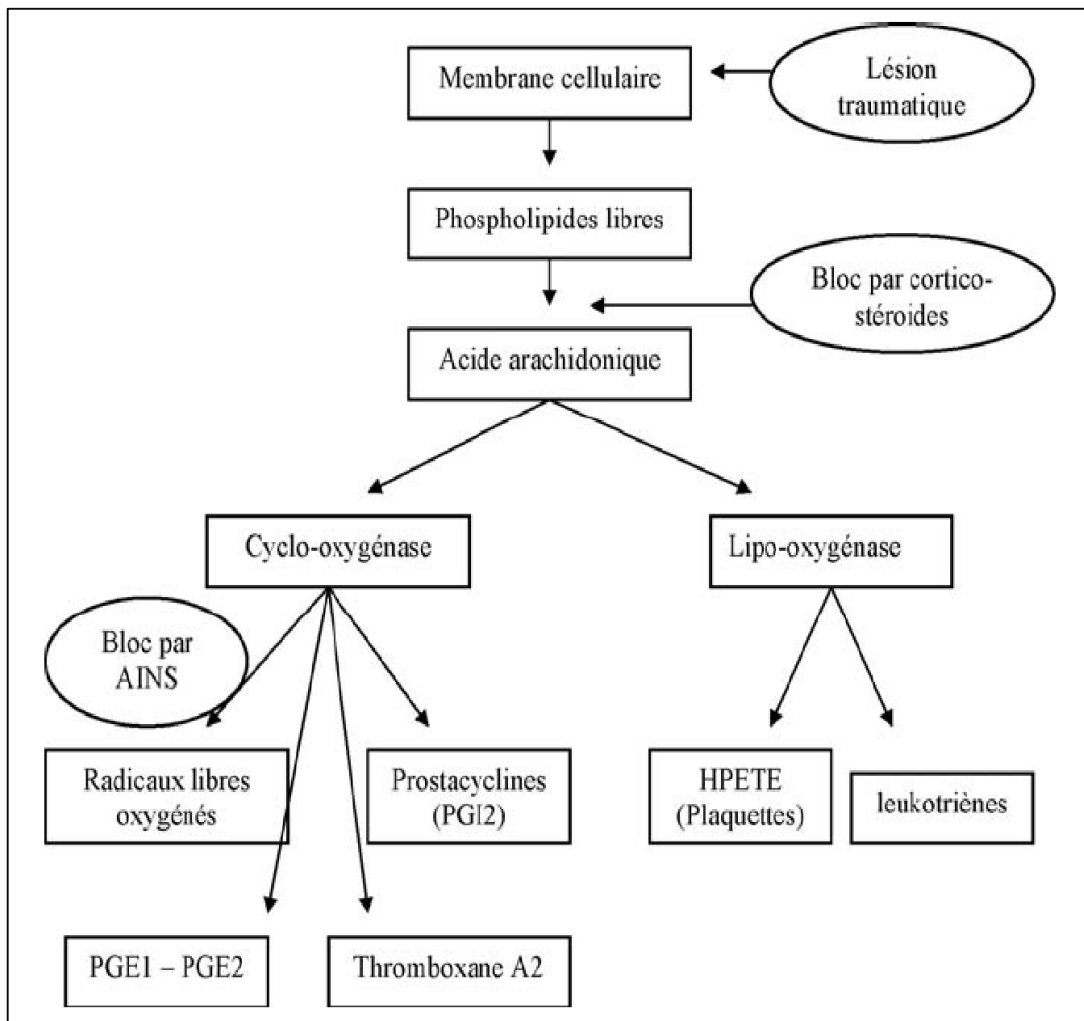 Membrane cellulaire
Lésion
traumatique
Phospholipides libres
Bloc par cortico-
stéroides
Acide arachidonique
Cyclo-oxygénase
Lipo-oxygénase
Bloc par
AINS
Radicaux libres
oxygénés
Prostacyclines
(PGI2)
HPETE
(Plaquettes)
leukotriènes
PGE1 – PGE2
Thromboxane A2